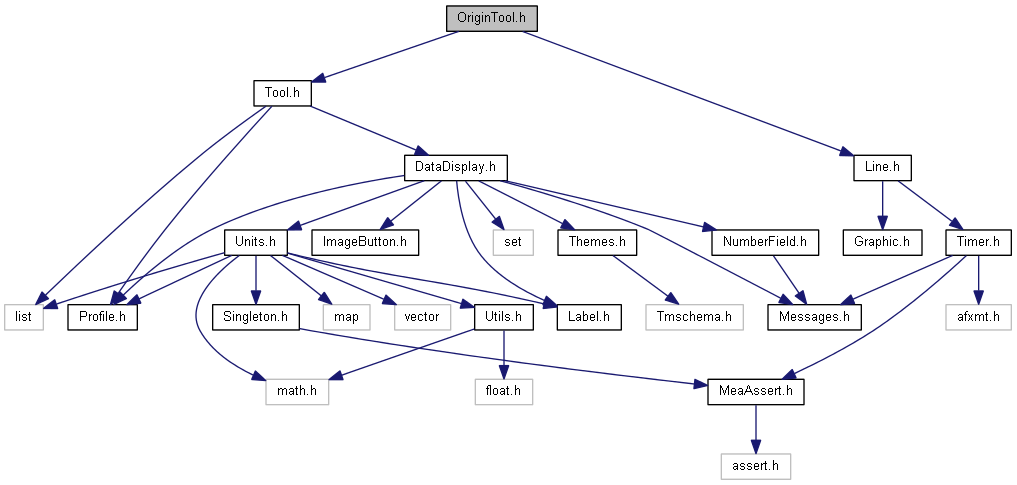 OriginTool.h
Tool.h
DataDisplay.h
Line.h
Units.h
ImageButton.h
set
Themes.h
NumberField.h
Graphic.h
Timer.h
list
Profile.h
Singleton.h
map
vector
Utils.h
Label.h
Tmschema.h
Messages.h
afxmt.h
math.h
float.h
MeaAssert.h
assert.h